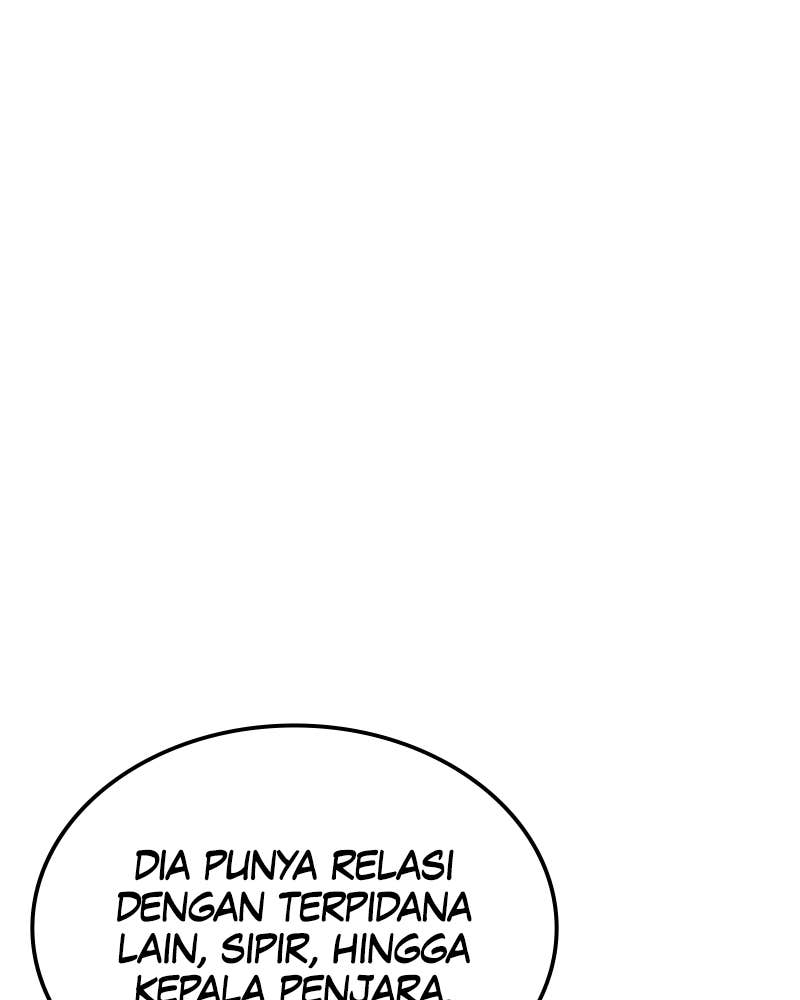 DIA PUNYA RELASI
DENGAN TERPIDANA
LAIN, SIPIR, HINGGA
KEPALA PENJARA.